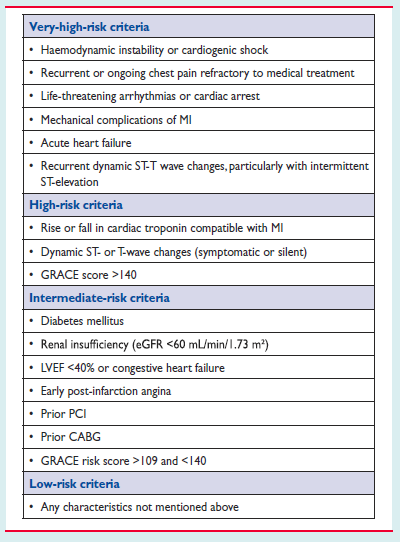 Very-high-risk criteria
• Haemodynamic instability or cardiogenic shock
• Recurrent or ongoing chest pain refractory to medical treatment
• Life-threatening arrhythmias or cardiac arrest
• Mechanical complications of MI
• Acute heart failure
• Recurrent dynamic ST-T wave changes, particularly with intermittent
ST-elevation
High-risk criteria
• Rise or fall in cardiac troponin compatible with MI
• Dynamic ST- or T-wave changes (symptomatic or silent)
• GRACE score >140
Intermediate-risk criteria
• Diabetes mellitus
• Renal insufficiency (eGFR <60 mL/min/1.73 m²)
• LVEF <40% or congestive heart failure
• Early post-infarction angina
• Prior PCI
• Prior CABG
• GRACE risk score >109 and <140
Low-risk criteria
• Any characteristics not mentioned above